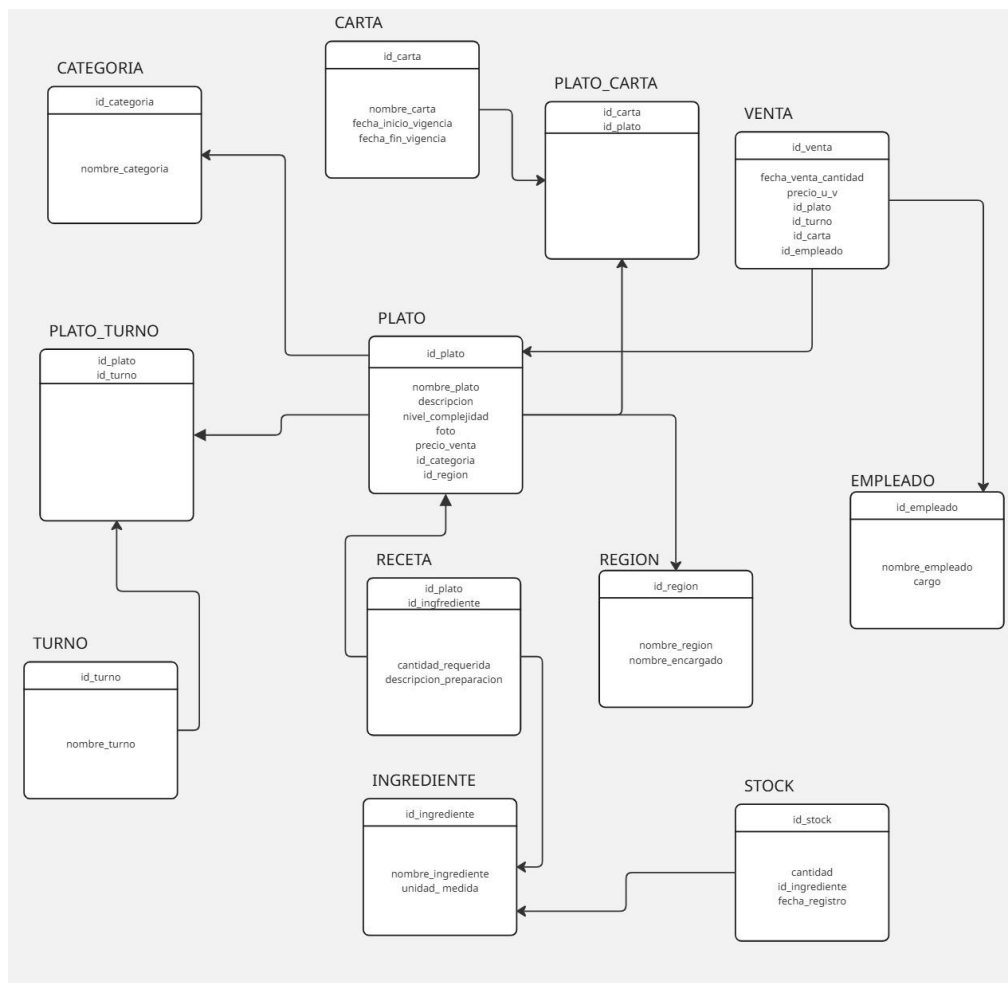 CARTA
id_carta
nombre_carta
fecha_inicio_vigencia
fecha_fin_vigencia
CATEGORIA
id_categoria
nombre_categoria
PLATO_CARTA
id_carta
id_plato
VENTA
id_venta
fecha_venta_cantidad
precio_u_v
id_plato
id_turno
id_carta
id_empleado
PLATO_TURNO
id_plato
id_turno
PLATO
id_plato
nombre_plato
descripcion
nivel_complejidad
foto
precio_venta
id_categoria
id_region
EMPLEADO
id_empleado
nombre_empleado
cargo
RECETA
id_plato
id_ingfrediente
cantidad_requerida
descripcion_preparacion
REGION
id_region
nombre_region
nombre_encargado
TURNO
id_turno
nombre_turno
INGREDIENTE
id_ingrediente
nombre_ingrediente
unidad_ medida
STOCK
id_stock
cantidad
id_ingrediente
fecha_registro